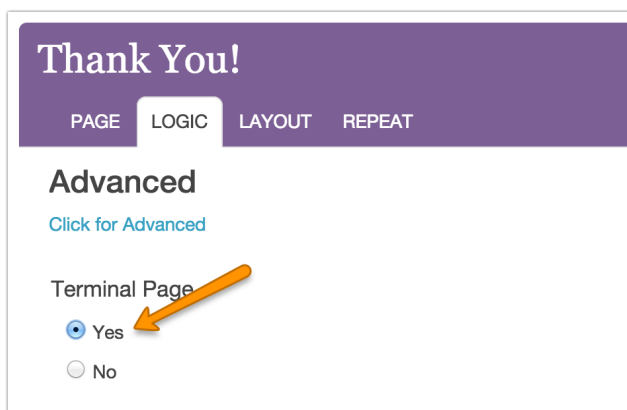 Thank You!
PAGE LOGIC LAYOUT REPEAT
Advanced
Click for Advanced
Terminal Page
Yes
No